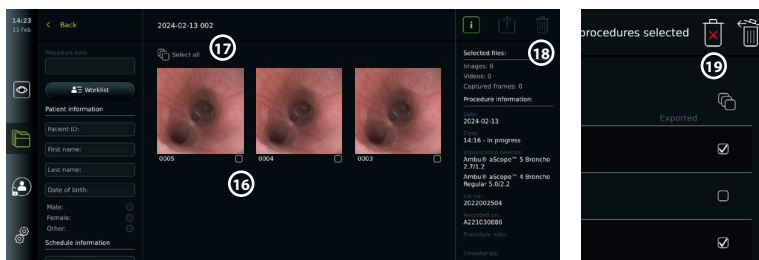 14:23
13 Feb
Back
2024-02-13 002
Procedure note:
Worklist
Patient information
Patient ID:
First name:
Last name:
Date of birth:
Male:
Female:
Other:
Schedule information
Select all
17
0005
0004
0003
16
i
18
Selected files:
Images: 0
Videos: 0
Captured frames: 0
Procedure information:
Date:
2024-02-13
Time:
14:16 - In progress
Visualization devices:
Ambu® aScope™ 5 Broncho
2.7/1.2
Ambu® aScope™ 4 Broncho
Regular 5.0/2.2
Lot no.:
2022002504
Recorded on:
A221030886
Procedure note:
Timestamps:
procedures selected
19
Exported